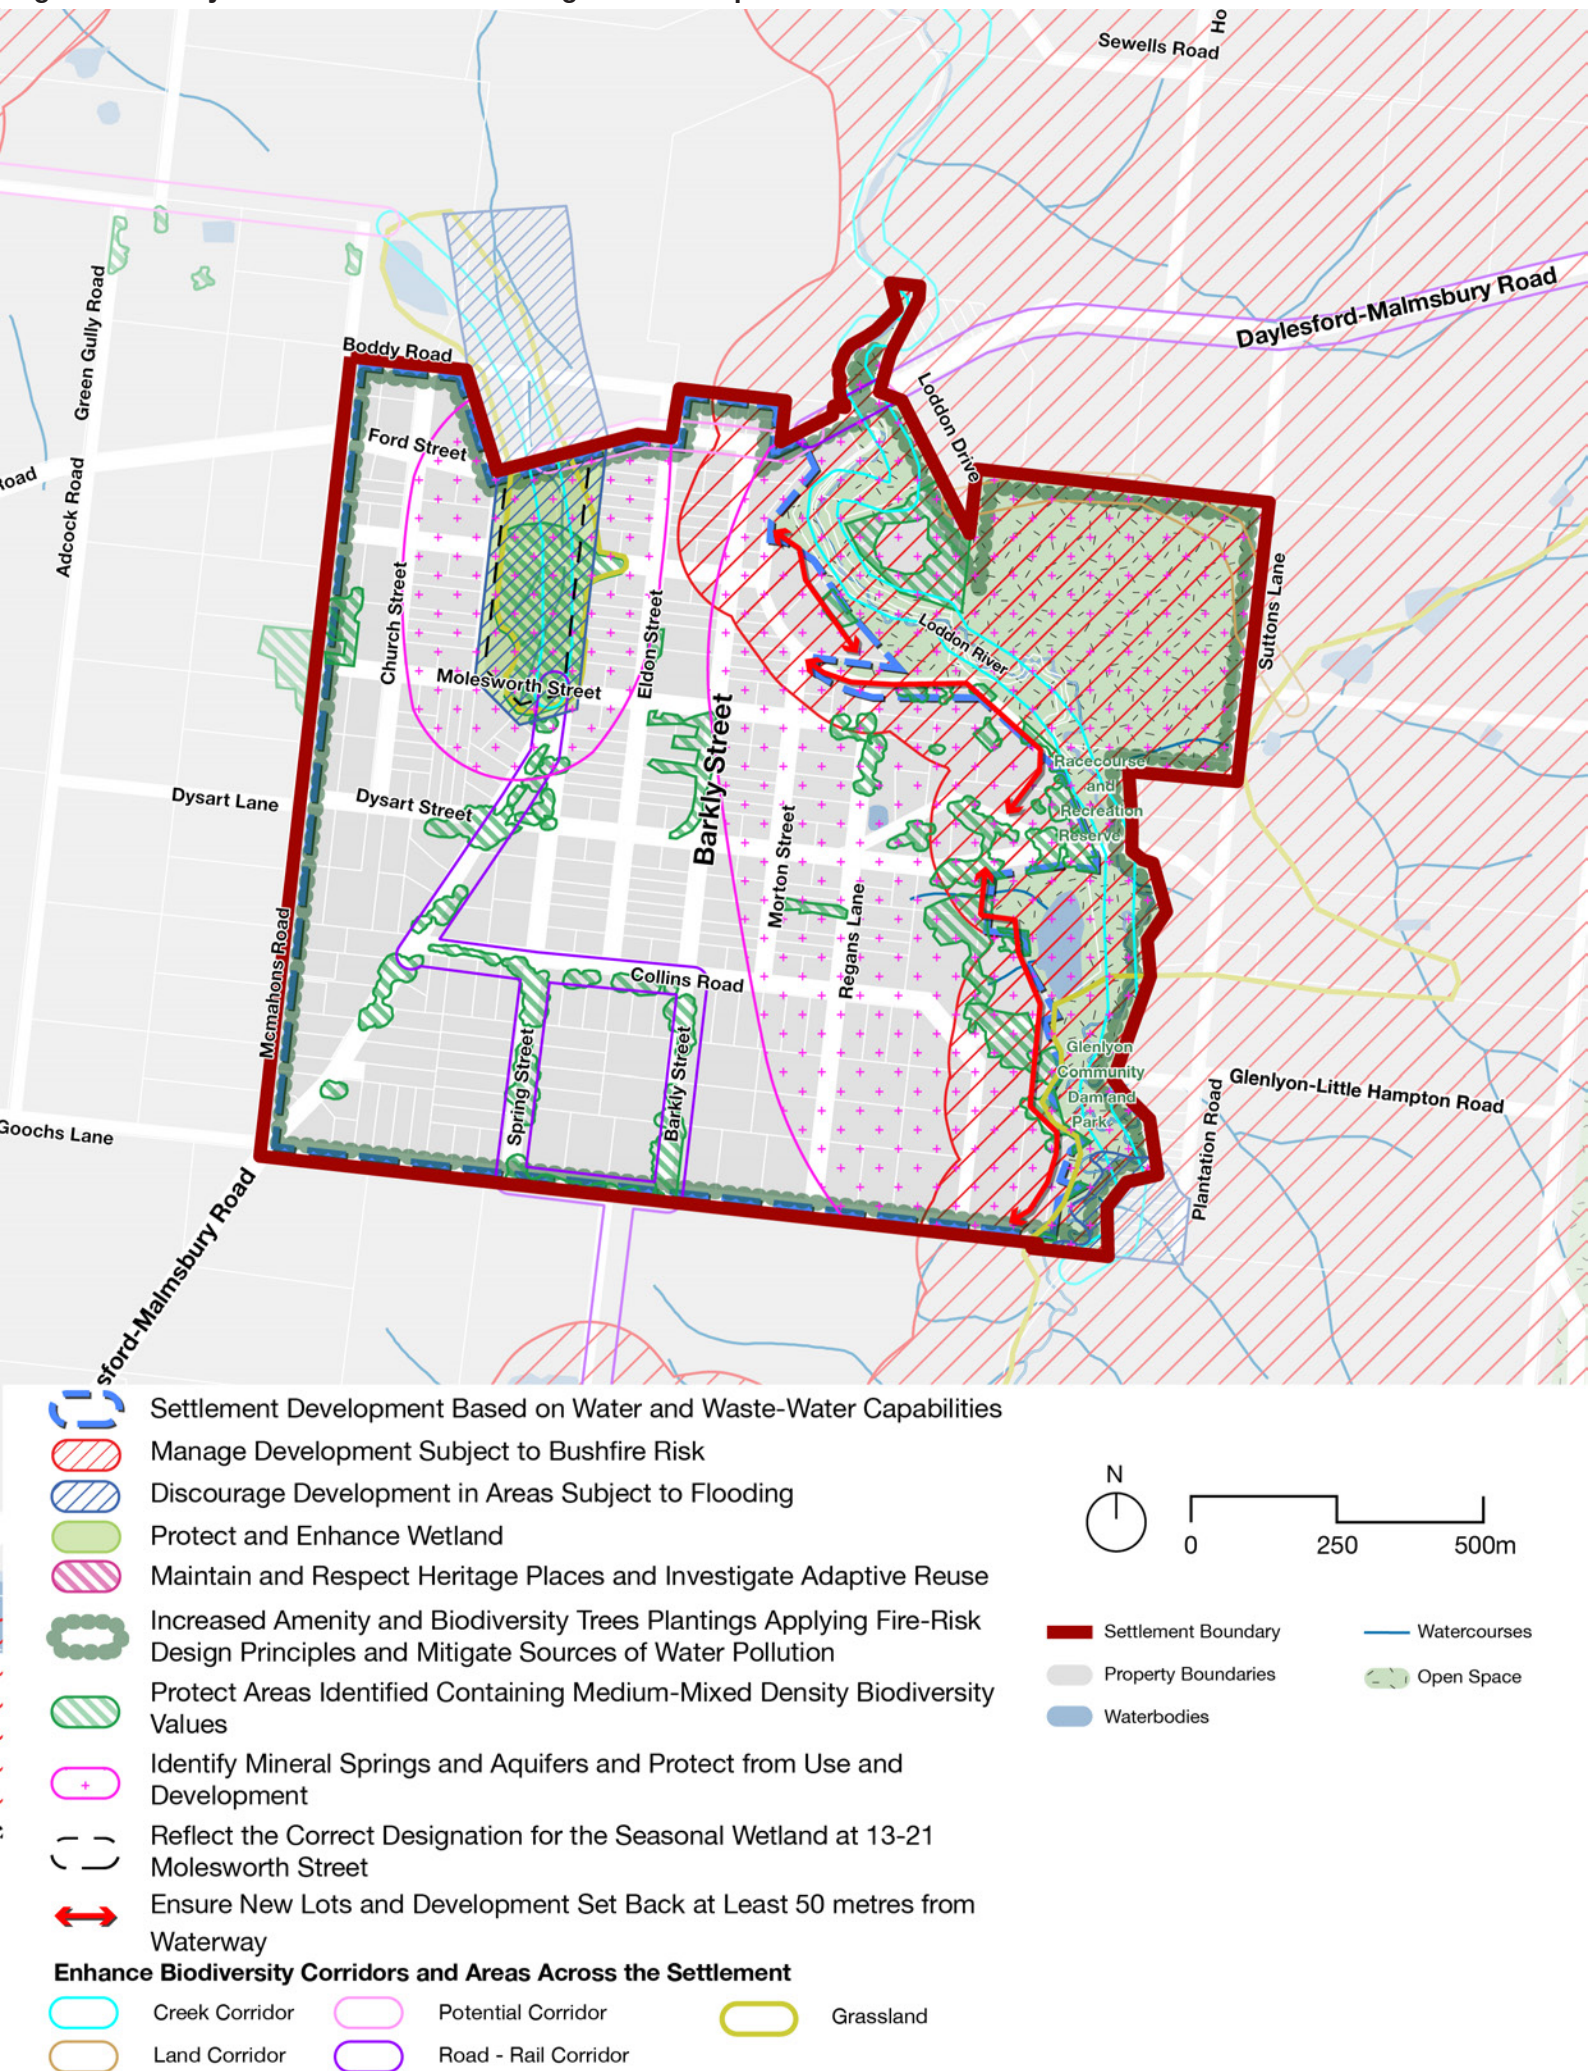 Sewells Road
Ho
Daylesford-Malmsbury Road
Green Gully Road
Boddy Road
Loddon Drive
Ford Street
Road
Adcock Road
Church Street
Eldon Street
Suttons Lane
Loddon River
Molesworth Street
Barkly Street
Racecourse
and
Recreation
Reserve
Dysart Lane
Dysart Street
Morton Street
Regans Lane
Mcmahons Road
Collins Road
Spring Street
Barkly Street
Glenlyon
Community
Dam and
Park
Glenlyon-Little Hampton Road
Plantation Road
Goochs Lane
sford-Malmsbury Road
Settlement Development Based on Water and Waste-Water Capabilities
Manage Development Subject to Bushfire Risk
Discourage Development in Areas Subject to Flooding
Protect and Enhance Wetland
Maintain and Respect Heritage Places and Investigate Adaptive Reuse
Increased Amenity and Biodiversity Trees Plantings Applying Fire-Risk
Design Principles and Mitigate Sources of Water Pollution
Protect Areas Identified Containing Medium-Mixed Density Biodiversity
Values
Identify Mineral Springs and Aquifers and Protect from Use and
Development
Reflect the Correct Designation for the Seasonal Wetland at 13-21
Molesworth Street
Ensure New Lots and Development Set Back at Least 50 metres from
Waterway
Enhance Biodiversity Corridors and Areas Across the Settlement
Creek Corridor
Potential Corridor
Grassland
Land Corridor
Road - Rail Corridor
N
0 250 500m
Settlement Boundary
Watercourses
Property Boundaries
Open Space
Waterbodies